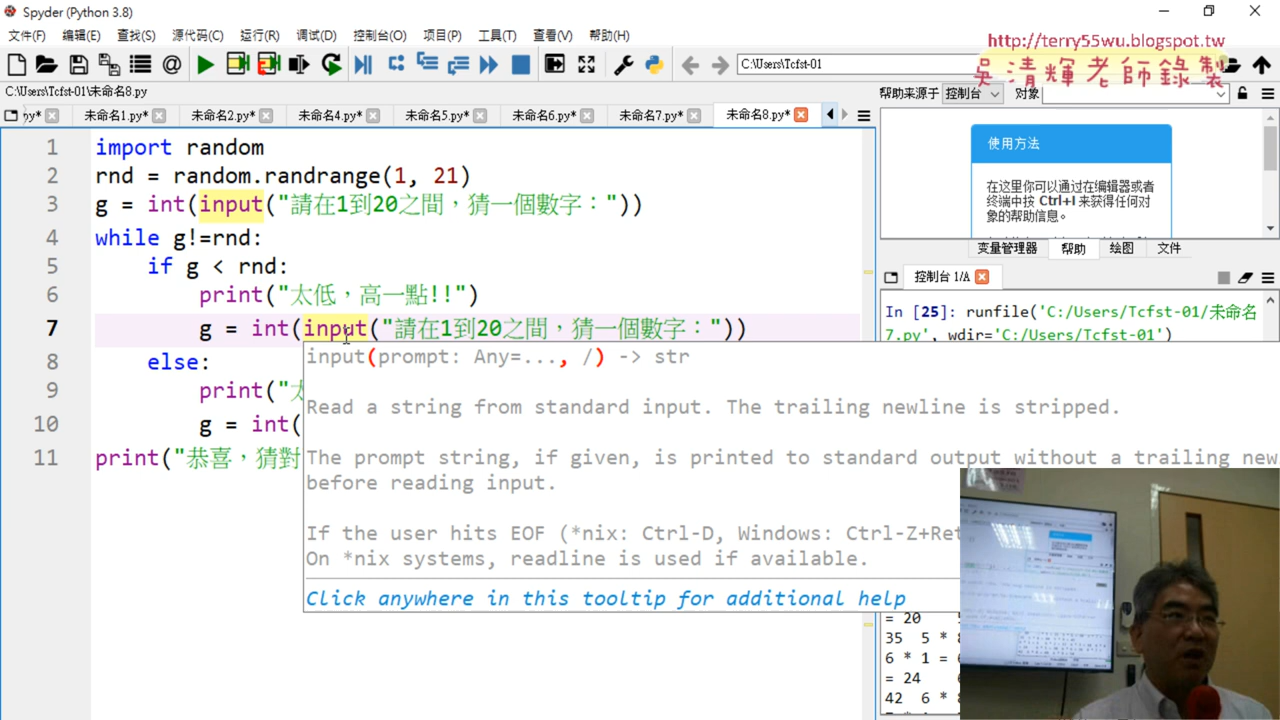 Spyder (Python 3.8)
文件(F) 编辑(E) 查找(S) 源代码(C) 运行(R) 调试(D) 控制台(O) 项目(P) 工具(T) 查看(V) 帮助(H)
http://terry55wu.blogspot.tw
吳清輝老師錄製
C:\Users\Tcfst-01
C:\Users\Tcfst-01\未命名8.py
帮助来源于 控制台 对象
py* 未命名1.py* 未命名2.py* 未命名4.py* 未命名5.py* 未命名6.py* 未命名7.py* 未命名8.py*
1 import random
2 rnd = random.randrange(1, 21)
3 g = int(input("請在1到20之間，猜一個數字："))
4 while g!=rnd:
5 if g < rnd:
6 print("太低，高一點!!")
7 g = int(input("請在1到20之間，猜一個數字："))
8 else:
9 print("太
10 g = int(
11 print("恭喜，猜對
input(prompt: Any=..., /) -> str
Read a string from standard input. The trailing newline is stripped.
The prompt string, if given, is printed to standard output without a trailing new
before reading input.
If the user hits EOF (*nix: Ctrl-D, Windows: Ctrl-Z+Ret
On *nix systems, readline is used if available.
Click anywhere in this tooltip for additional help
使用方法
在这里你可以通过在编辑器或者
终端中按 Ctrl+I 来获得任何对
象的帮助信息。
变量管理器 帮助 绘图 文件
控制台 1/A
In [25]: runfile('C:/Users/Tcfst-01/未命名
7.py', wdir='C:/Users/Tcfst-01')
= 20
35 5 *
6 * 1 =
= 24
42 6 *